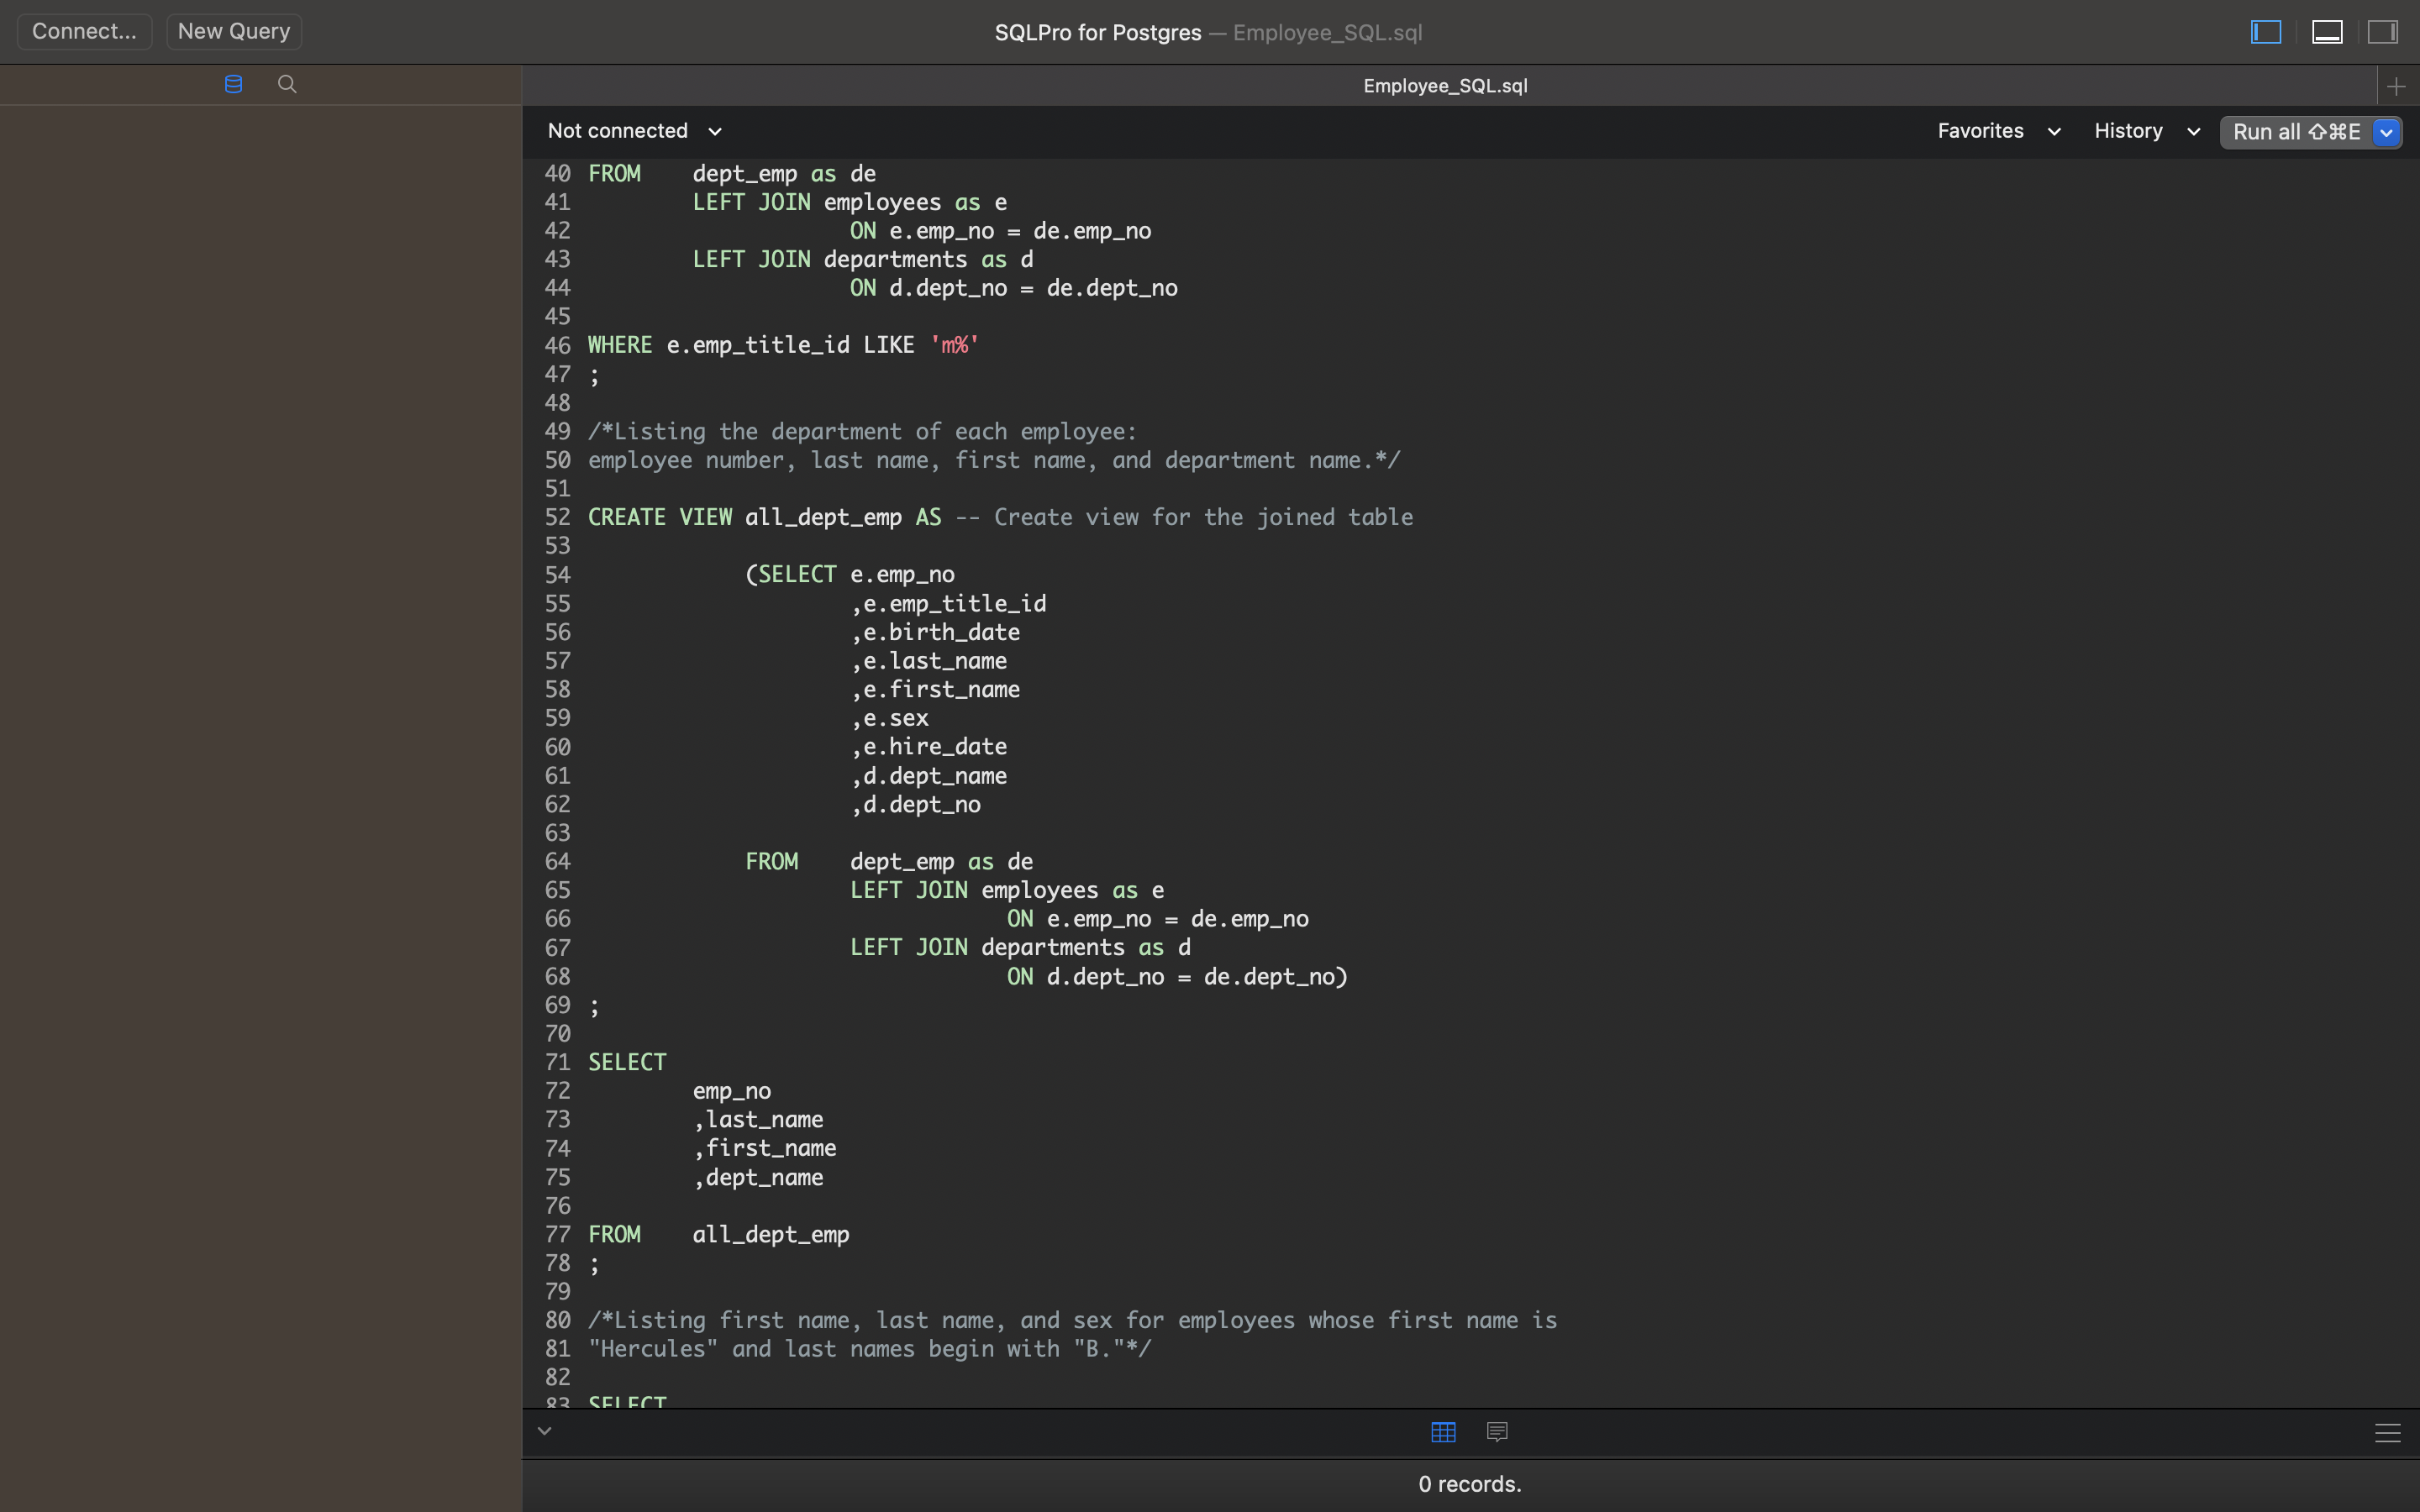 Connect... New Query SQLPro for Postgres — Employee_SQL.sql
Employee_SQL.sql
Not connected Favorites History Run all ⇧⌘E
40 FROM    dept_emp as de
41         LEFT JOIN employees as e
42                     ON e.emp_no = de.emp_no
43         LEFT JOIN departments as d
44                     ON d.dept_no = de.dept_no
45
46 WHERE e.emp_title_id LIKE 'm%'
47 ;
48
49 /*Listing the department of each employee:
50 employee number, last name, first name, and department name.*/
51
52 CREATE VIEW all_dept_emp AS -- Create view for the joined table
53
54             (SELECT e.emp_no
55                     ,e.emp_title_id
56                     ,e.birth_date
57                     ,e.last_name
58                     ,e.first_name
59                     ,e.sex
60                     ,e.hire_date
61                     ,d.dept_name
62                     ,d.dept_no
63
64             FROM    dept_emp as de
65                     LEFT JOIN employees as e
66                                 ON e.emp_no = de.emp_no
67                     LEFT JOIN departments as d
68                                 ON d.dept_no = de.dept_no)
69 ;
70
71 SELECT
72         emp_no
73         ,last_name
74         ,first_name
75         ,dept_name
76
77 FROM    all_dept_emp
78 ;
79
80 /*Listing first name, last name, and sex for employees whose first name is
81 "Hercules" and last names begin with "B."*/
82
83 SELECT
0 records.